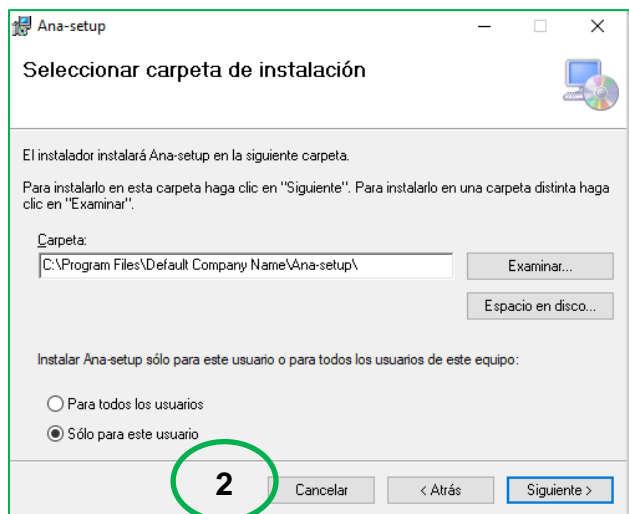 Ana-setup
Seleccionar carpeta de instalación
El instalador instalará Ana-setup en la siguiente carpeta.
Para instalarlo en esta carpeta haga clic en "Siguiente". Para instalarlo en una carpeta distinta haga
clic en "Examinar".
Carpeta:
C:\Program Files\Default Company Name\Ana-setup\
Examinar...
Espacio en disco...
Instalar Ana-setup sólo para este usuario o para todos los usuarios de este equipo:
Para todos los usuarios
Sólo para este usuario
2
Cancelar
< Atrás
Siguiente >